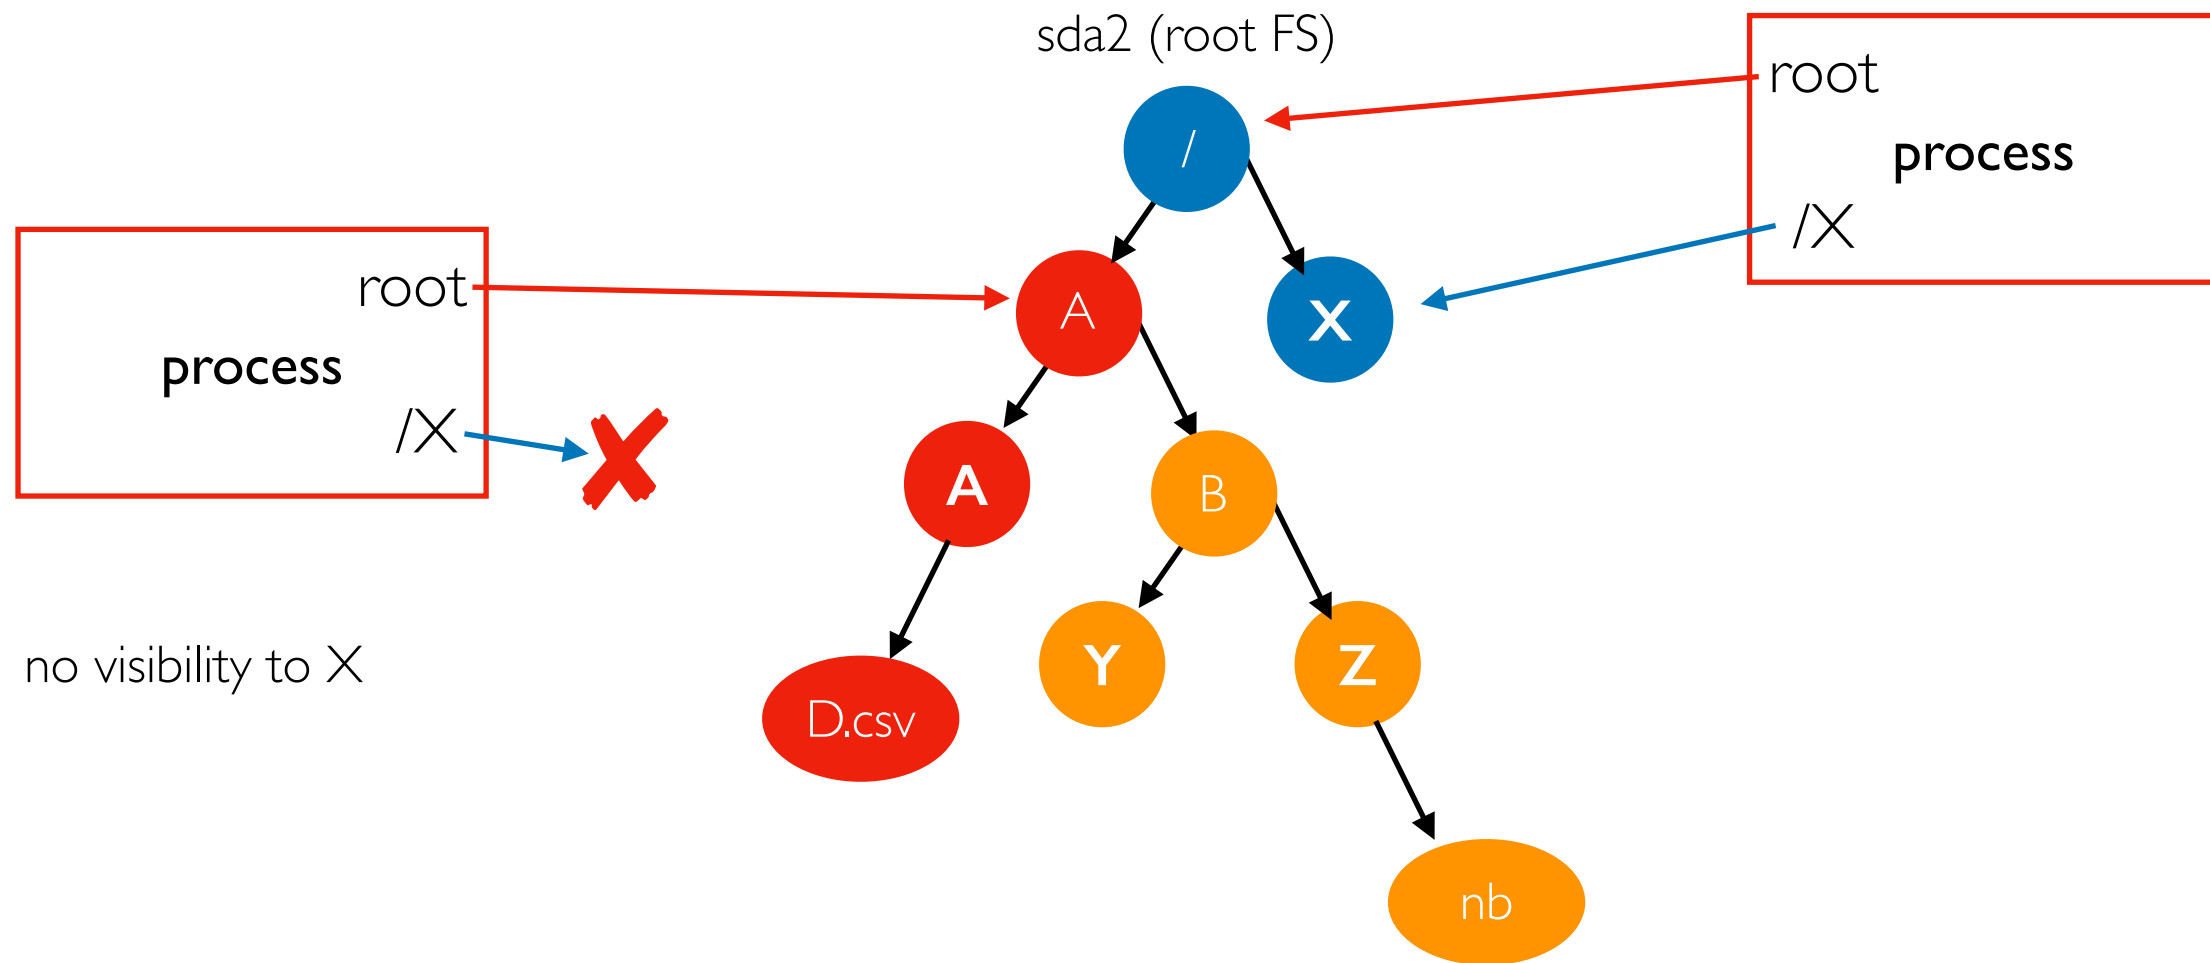 sda2 (root FS)
root
process
/X
/
root
process
/X
A
X
A
B
no visibility to X
D.csv
Y
Z
nb